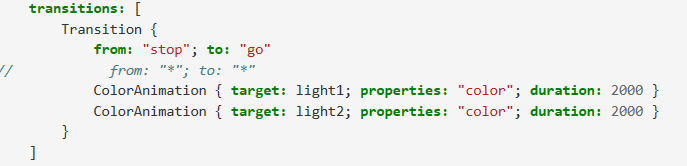 transitions: [
Transition {
from: "stop"; to: "go"
// from: "*"; to: "*"
ColorAnimation { target: light1; properties: "color"; duration: 2000 }
ColorAnimation { target: light2; properties: "color"; duration: 2000 }
}
]